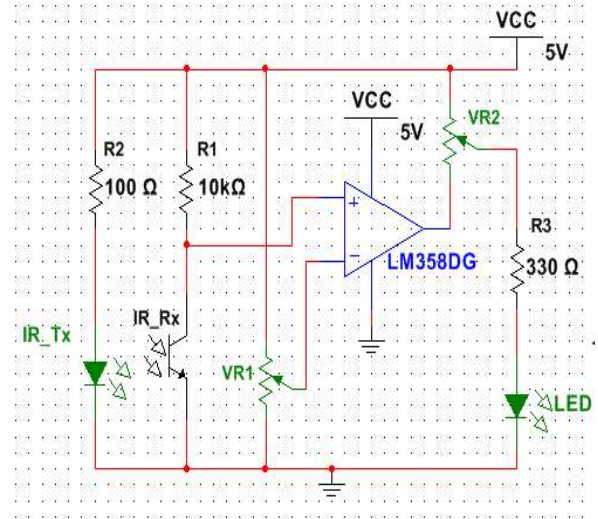 VCC
5V
VCC
5V
VR2
R2
100 Ω
R1
10kΩ
+
−
LM358DG
R3
330 Ω
IR_Tx
IR_Rx
VR1
LED